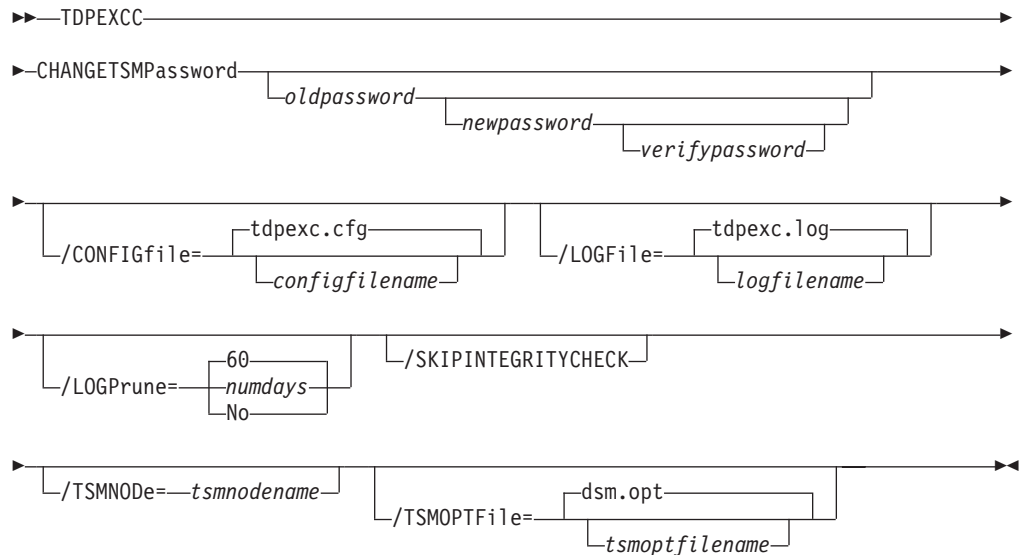 TDPEXCC
CHANGETSMPassword
oldpassword
newpassword
verifypassword
/CONFIGfile=
tdpexc.cfg
configfilename
/LOGFile=
tdpexc.log
logfilename
/LOGPrune=
60
numdays
No
/SKIPINTEGRITYCHECK
/TSMNODe=
tsmnodename
/TSMOPTFile=
dsm.opt
tsmoptfilename